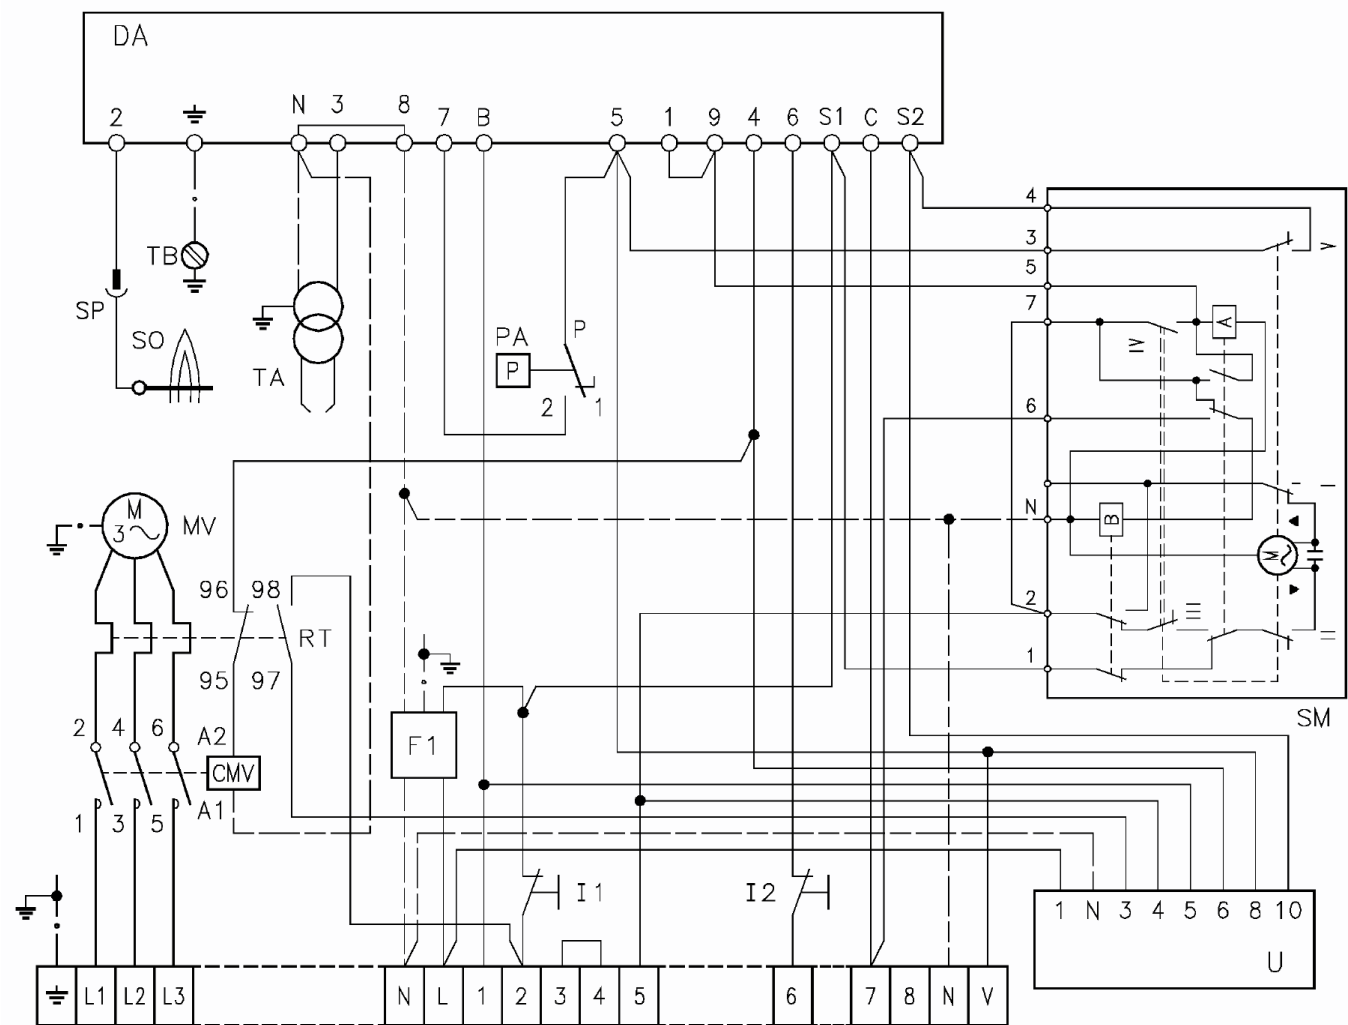 DA
2 N 3 8 7 B 5 1 9 4 6 S1 C S2
4
3
V
5
7
A
IV
6
TB
SP
SO
TA
PA
P
P
2
1
I
N
B
M
M
3
MV
96 98
RT
2
III
II
1
95 97
SM
2 4 6 A2
F1
CMV
1 3 5 A1
I1
I2
1 N 3 4 5 6 8 10
U
L1 L2 L3 N L 1 2 3 4 5 6 7 8 N V